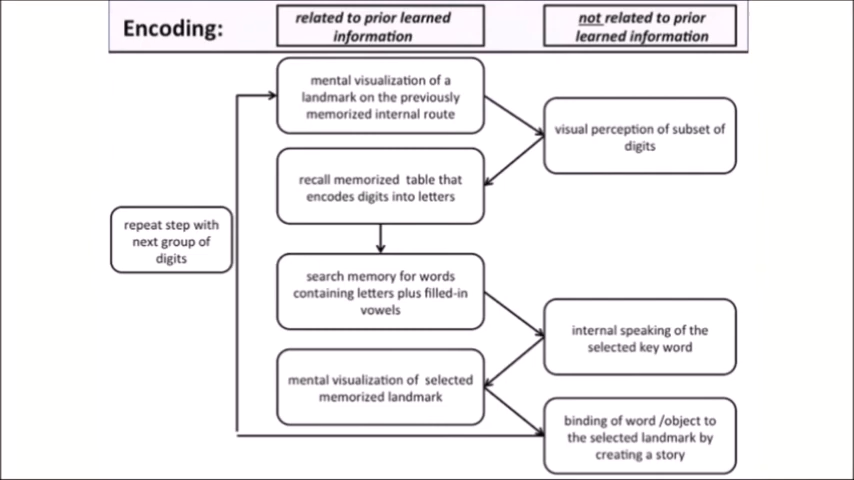 Encoding:
related to prior learned
information
not related to prior
learned information
mental visualization of a
landmark on the previously
memorized internal route
visual perception of subset of
digits
recall memorized table that
encodes digits into letters
repeat step with
next group of
digits
search memory for words
containing letters plus filled-in
vowels
internal speaking of the
selected key word
mental visualization of selected
memorized landmark
binding of word /object to
the selected landmark by
creating a story